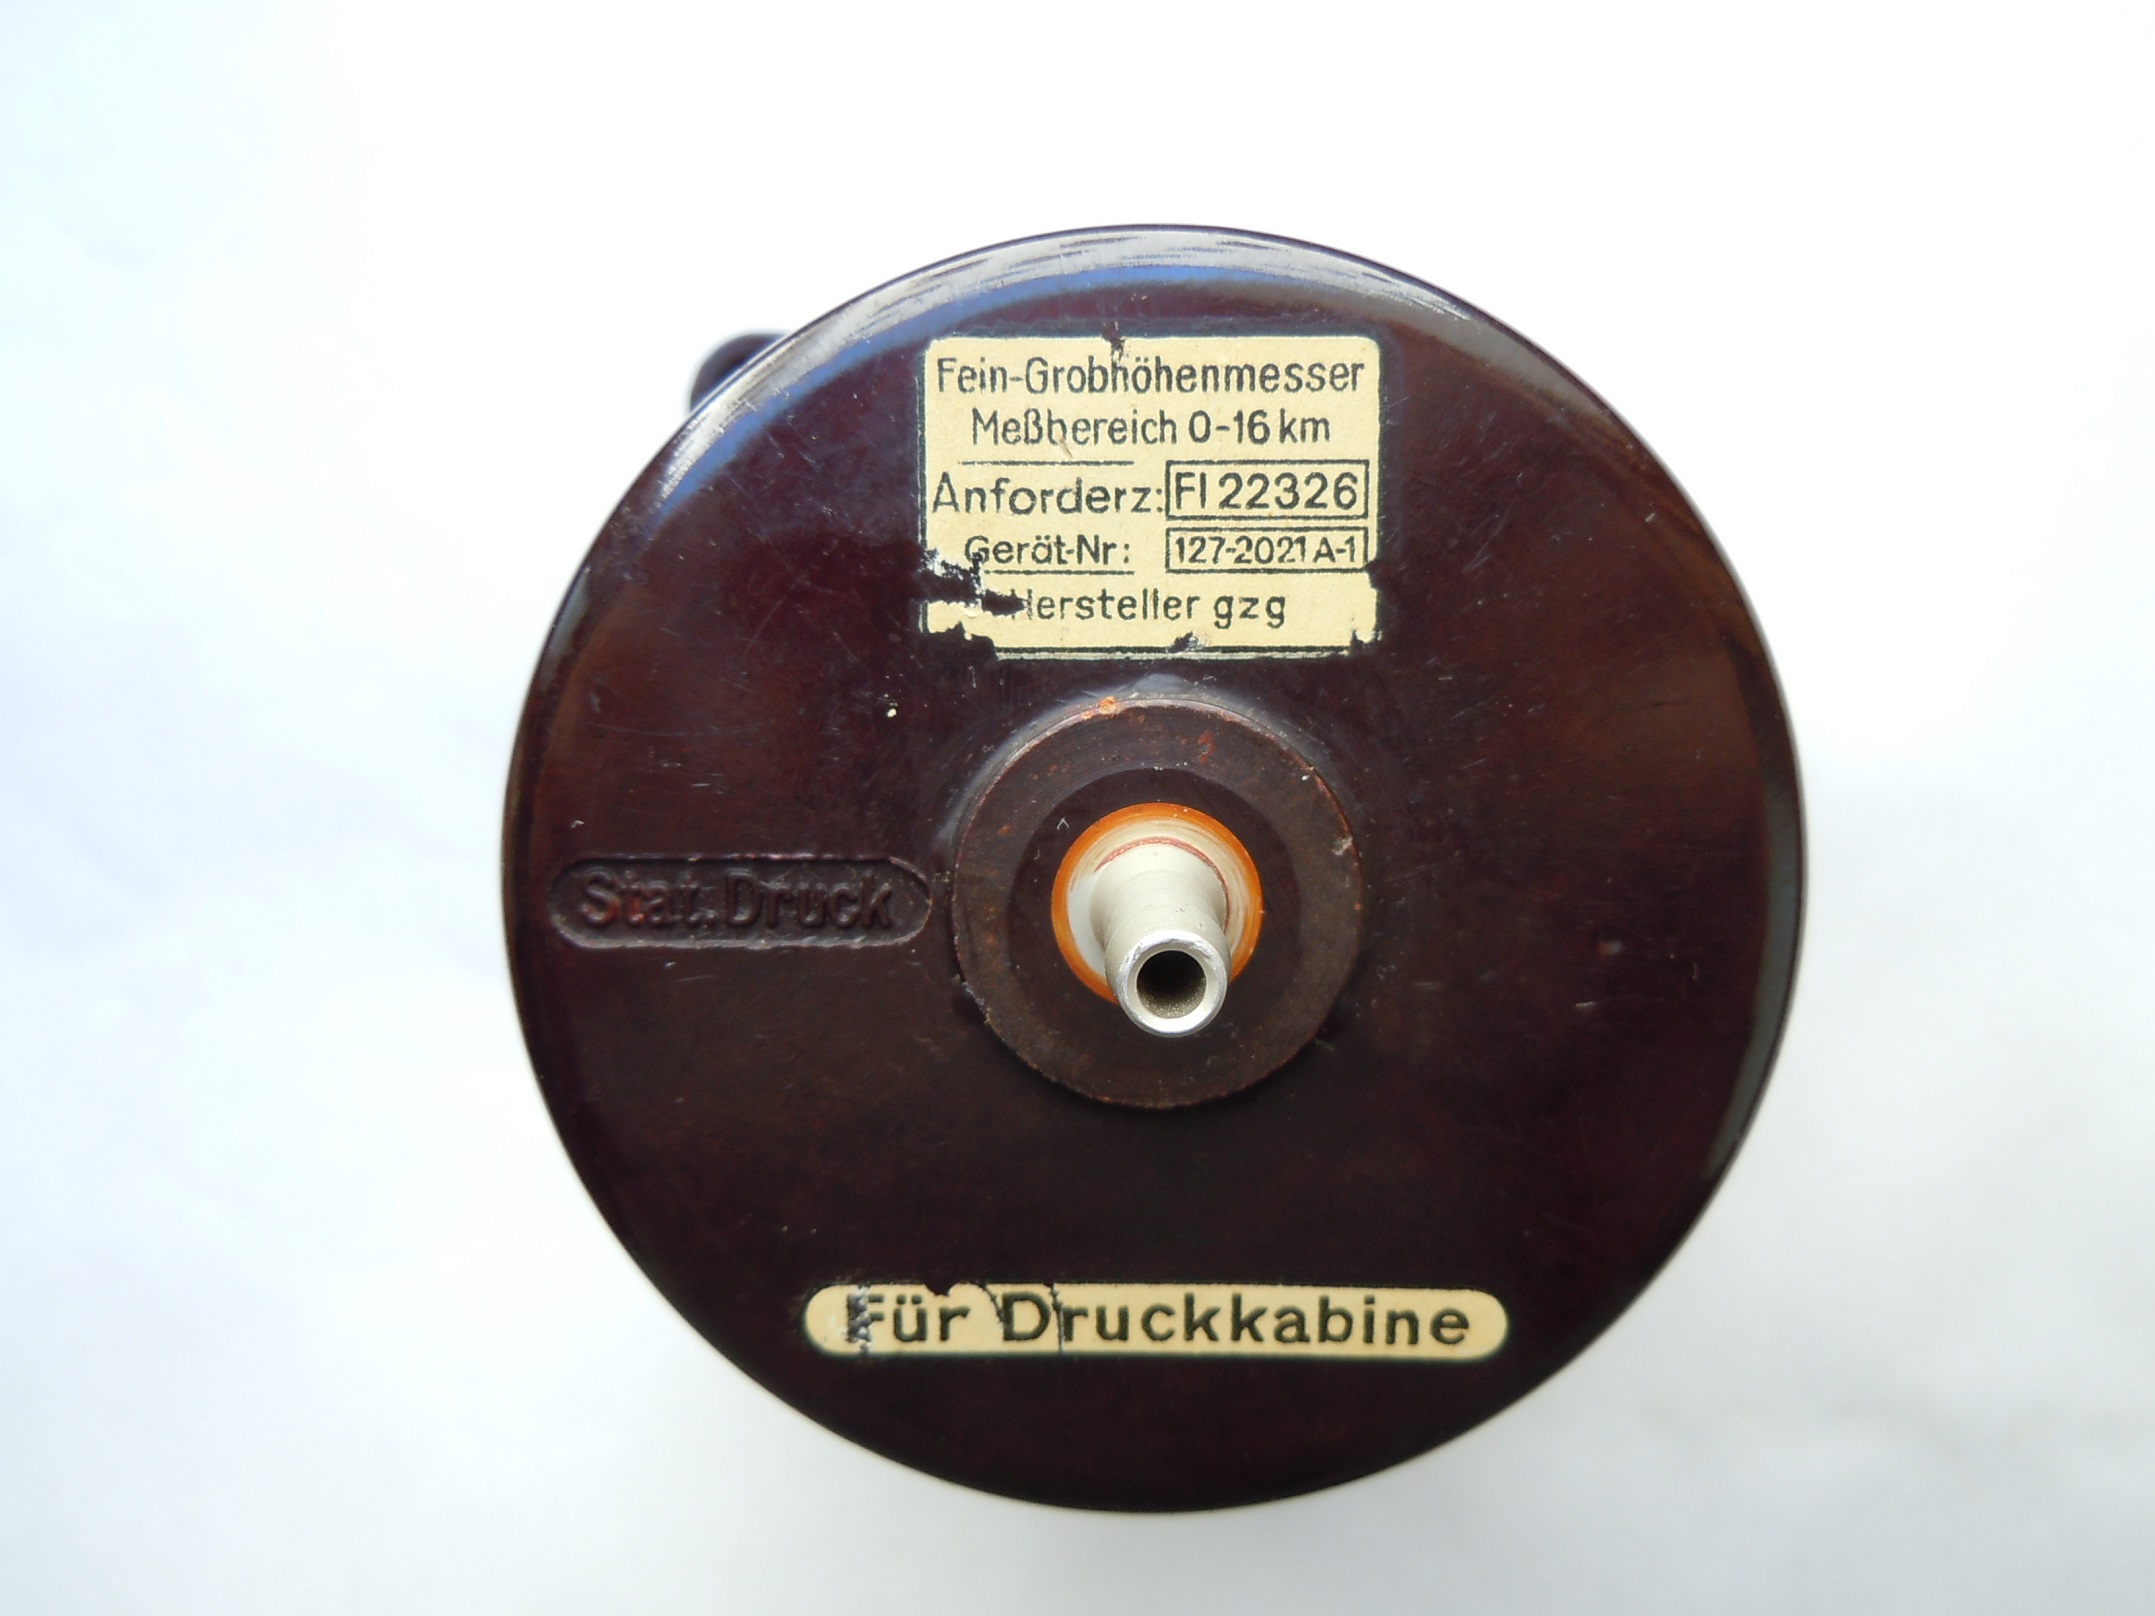 Fein-Grobhöhenmesser
Meßbereich 0-16 km
Anforderz: Fl 22326
Gerät-Nr: 127-2021 A-1
Hersteller gzg
Stat. Druck
Für Druckkabine